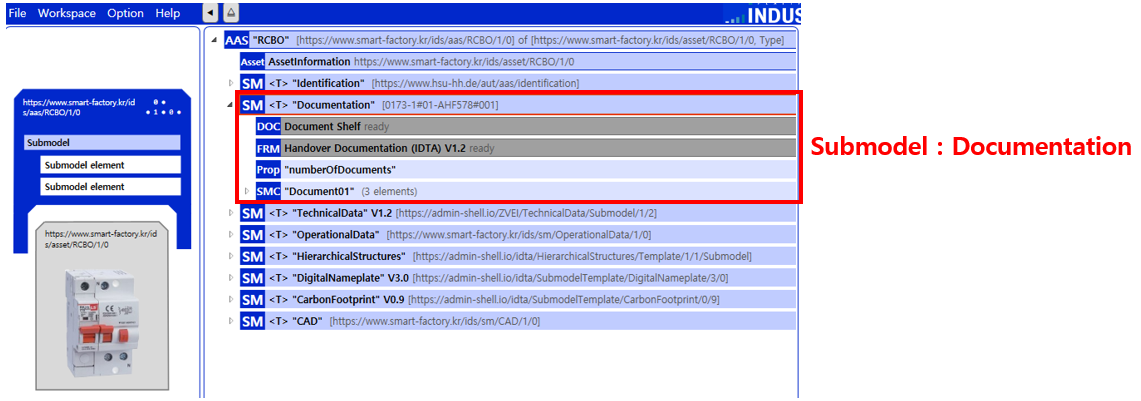 File Workspace Option Help
INDUS
https://www.smart-factory.kr/id
s/aas/RCBO/1/0
0
1 0
Submodel
Submodel element
Submodel element
https://www.smart-factory.kr/id
s/asset/RCBO/1/0
AAS "RCBO" [https://www.smart-factory.kr/ids/aas/RCBO/1/0] of [https://www.smart-factory.kr/ids/asset/RCBO/1/0, Type]
Asset AssetInformation https://www.smart-factory.kr/ids/asset/RCBO/1/0
SM <T> "Identification" [https://www.hsu-hh.de/aut/aas/identification]
SM <T> "Documentation" [0173-1#01-AHF578#001]
DOC Document Shelf ready
FRM Handover Documentation (IDTA) V1.2 ready
Prop "numberOfDocuments"
SMC "Document01" (3 elements)
SM <T> "TechnicalData" V1.2 [https://admin-shell.io/ZVEI/TechnicalData/Submodel/1/2]
SM <T> "OperationalData" [https://www.smart-factory.kr/ids/sm/OperationalData/1/0]
SM <T> "HierarchicalStructures" [https://admin-shell.io/idta/HierarchicalStructures/Template/1/1/Submodel]
SM <T> "DigitalNameplate" V3.0 [https://admin-shell.io/idta/SubmodelTemplate/DigitalNameplate/3/0]
SM <T> "CarbonFootprint" V0.9 [https://admin-shell.io/idta/SubmodelTemplate/CarbonFootprint/0/9]
SM <T> "CAD" [https://www.smart-factory.kr/ids/sm/CAD/1/0]
Submodel : Documentation